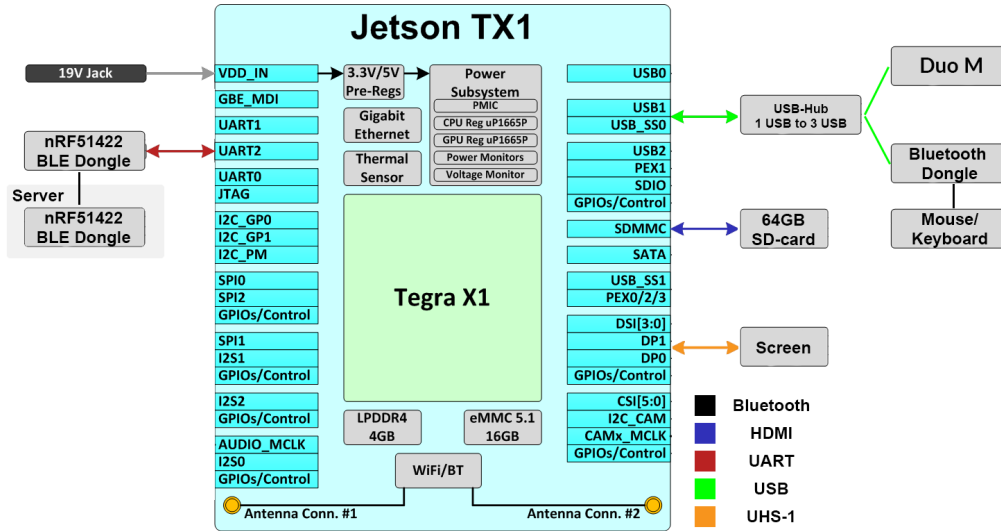 Jetson TX1
19V Jack
VDD_IN
3.3V/5V
Pre-Regs
Power
Subsystem
PMIC
CPU Reg uP1665P
GPU Reg uP1665P
Power Monitors
Voltage Monitor
GBE_MDI
Gigabit
Ethernet
UART1
nRF51422
BLE Dongle
UART2
Thermal
Sensor
UART0
JTAG
Server
nRF51422
BLE Dongle
I2C_GP0
I2C_GP1
I2C_PM
SPI0
SPI2
GPIOs/Control
SPI1
I2S1
GPIOs/Control
I2S2
GPIOs/Control
AUDIO_MCLK
I2S0
GPIOs/Control
Tegra X1
LPDDR4
4GB
eMMC 5.1
16GB
WiFi/BT
Antenna Conn. #1
Antenna Conn. #2
USB0
USB1
USB_SS0
USB2
PEX1
SDIO
GPIOs/Control
SDMMC
SATA
USB_SS1
PEX0/2/3
DSI[3:0]
DP1
DP0
GPIOs/Control
CSI[5:0]
I2C_CAM
CAMx_MCLK
GPIOs/Control
USB-Hub
1 USB to 3 USB
Duo M
Bluetooth
Dongle
Mouse/
Keyboard
64GB
SD-card
Screen
Bluetooth
HDMI
UART
USB
UHS-1